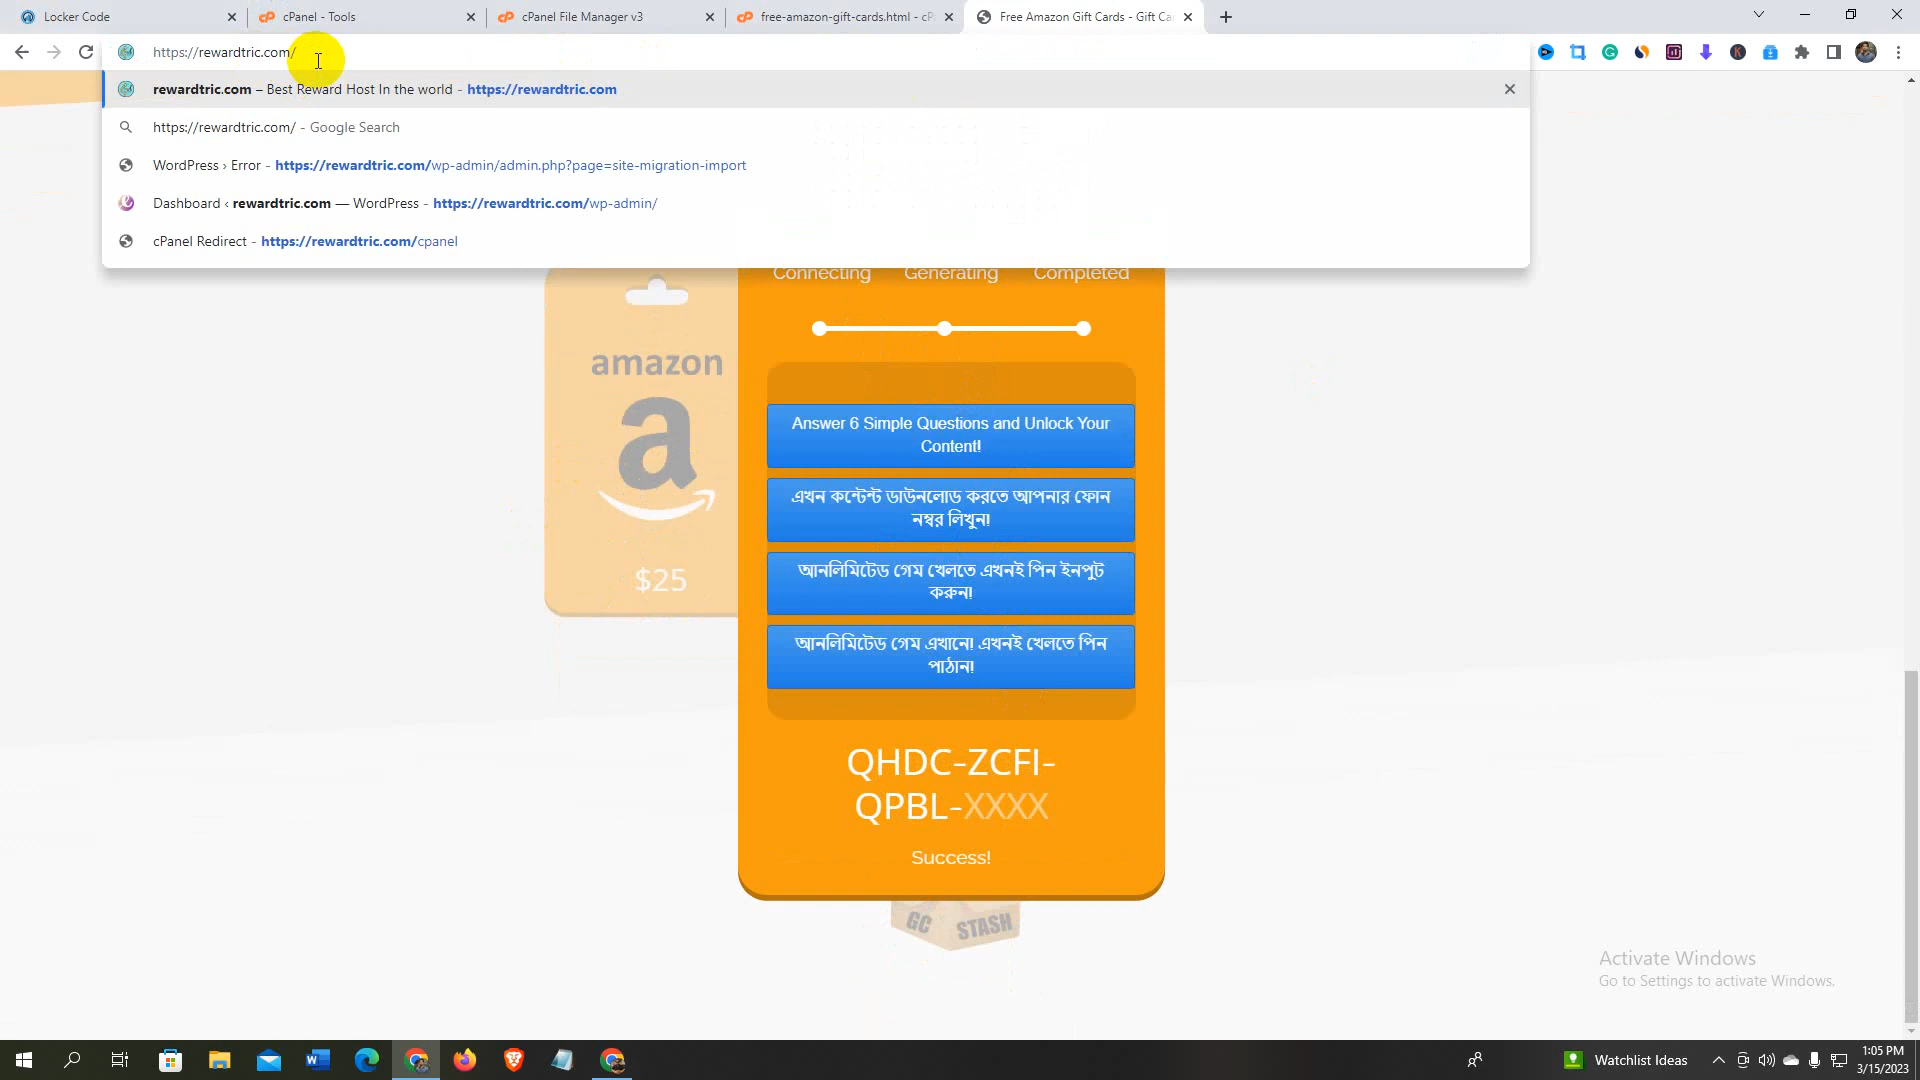 Locker Code
cPanel - Tools
cPanel File Manager v3
free-amazon-gift-cards.html - cP
Free Amazon Gift Cards - Gift Ca
https://rewardtric.com/
rewardtric.com – Best Reward Host In the world - https://rewardtric.com
https://rewardtric.com/ - Google Search
WordPress › Error - https://rewardtric.com/wp-admin/admin.php?page=site-migration-import
Dashboard ‹ rewardtric.com — WordPress - https://rewardtric.com/wp-admin/
cPanel Redirect - https://rewardtric.com/cpanel
Connecting Generating Completed
amazon
a
$25
Answer 6 Simple Questions and Unlock Your
Content!
এখন কন্টেন্ট ডাউনলোড করতে আপনার ফোন
নম্বর লিখুন!
আনলিমিটেড গেম খেলতে এখনই পিন ইনপুট
করুন!
আনলিমিটেড গেম এখানে! এখনই খেলতে পিন
পাঠান!
QHDC-ZCFI-
QPBL-XXXX
Success!
GC STASH
Activate Windows
Go to Settings to activate Windows.
Watchlist Ideas
1:05 PM
3/15/2023